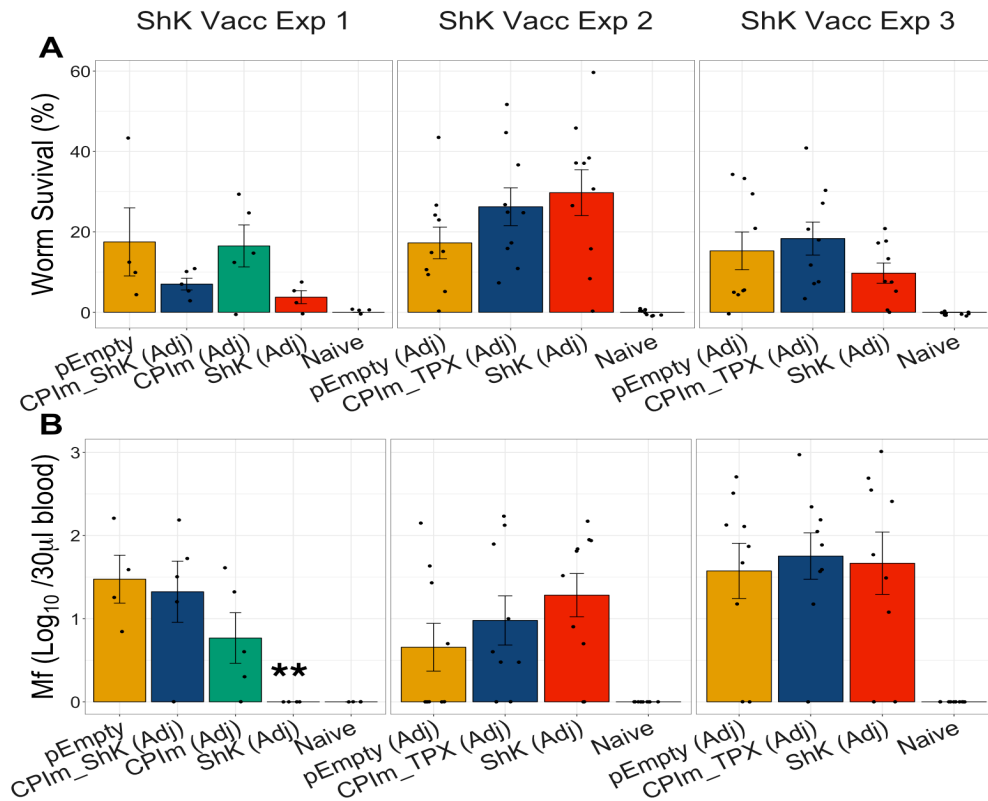 ShK Vacc Exp 1 ShK Vacc Exp 2 ShK Vacc Exp 3
A
Worm Suvival (%)
60
40
20
0
pEmpty
CPIm_ShK (Adj)
CPIm (Adj)
ShK (Adj)
Naive
pEmpty (Adj)
CPIm_TPX (Adj)
ShK (Adj)
Naive
pEmpty (Adj)
CPIm_TPX (Adj)
ShK (Adj)
Naive
B
Mf (Log10 /30μl blood)
3
2
1
0
**
pEmpty
CPIm_ShK (Adj)
CPIm (Adj)
ShK (Adj)
Naive
pEmpty (Adj)
CPIm_TPX (Adj)
ShK (Adj)
Naive
pEmpty (Adj)
CPIm_TPX (Adj)
ShK (Adj)
Naive